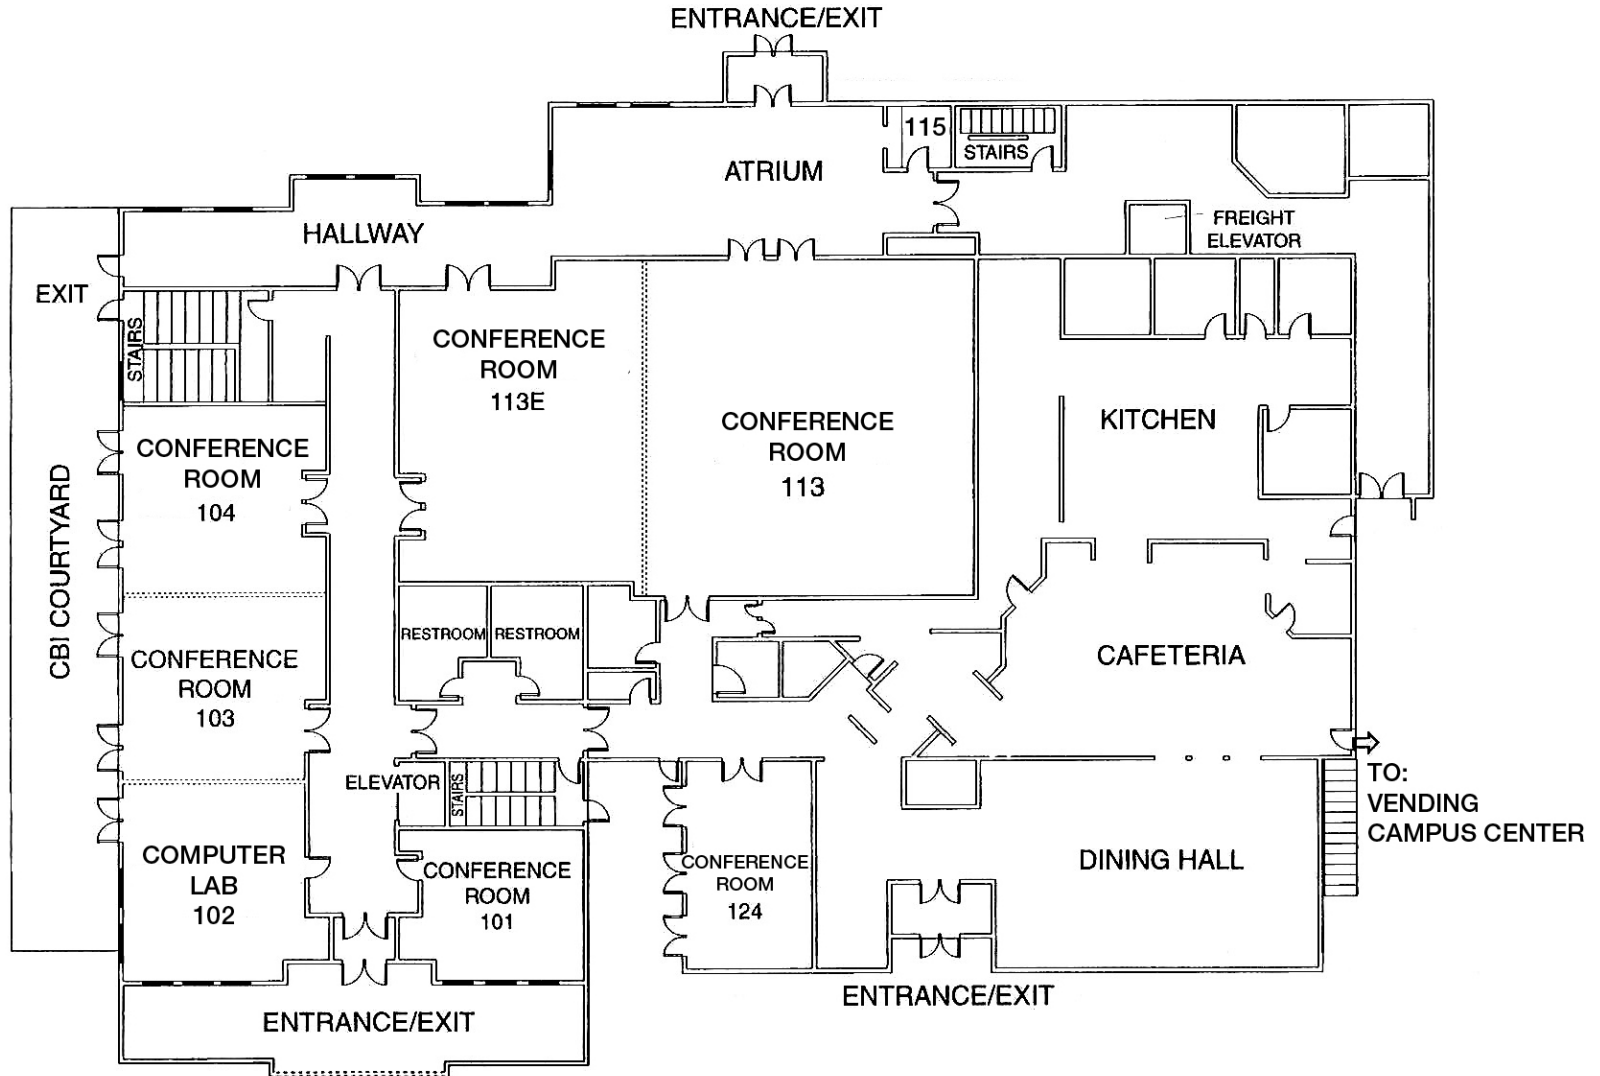 ENTRANCE/EXIT
115
STAIRS
ATRIUM
FREIGHT
ELEVATOR
HALLWAY
EXIT
STAIRS
CONFERENCE
ROOM
113E
CONFERENCE
ROOM
113
KITCHEN
CONFERENCE
ROOM
104
CBI COURTYARD
RESTROOM
RESTROOM
CONFERENCE
ROOM
103
CAFETERIA
ELEVATOR
STAIRS
TO:
VENDING
CAMPUS CENTER
COMPUTER
LAB
102
CONFERENCE
ROOM
101
CONFERENCE
ROOM
124
DINING HALL
ENTRANCE/EXIT
ENTRANCE/EXIT